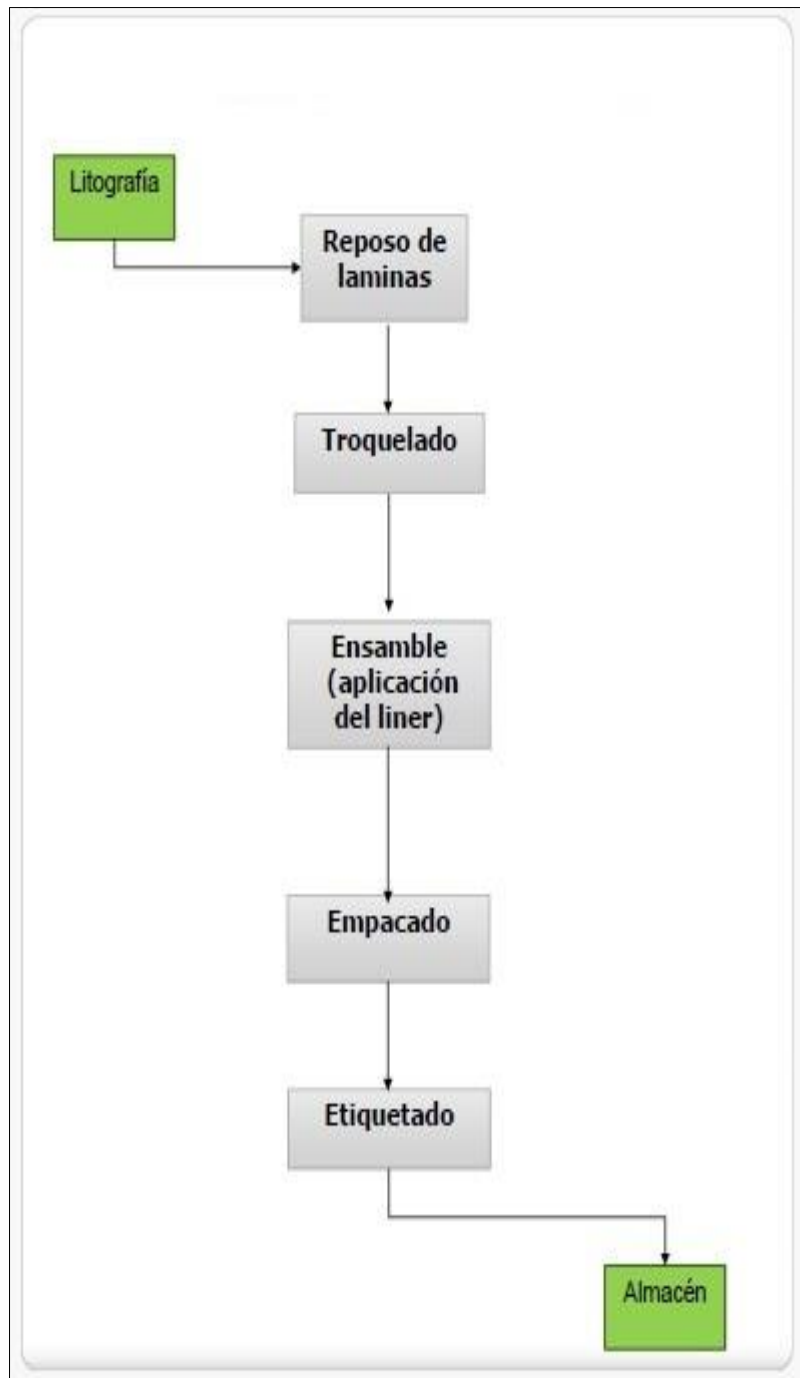 Litografía
Reposo de
laminas
Troquelado
Ensamble
(aplicación
del liner)
Empacado
Etiquetado
Almacén